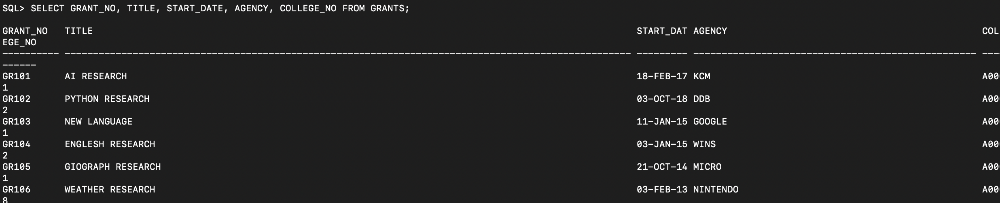 SQL> SELECT GRANT_NO, TITLE, START_DATE, AGENCY, COLLEGE_NO FROM GRANTS;
GRANT_NO TITLE START_DAT AGENCY COL
EGE_NO
---------- ---------------------------------------------------------------------------------------------------- --------- -------------------------------------------------- ---
------
GR101 AI RESEARCH 18-FEB-17 KCM A00
1
GR102 PYTHON RESEARCH 03-OCT-18 DDB A00
2
GR103 NEW LANGUAGE 11-JAN-15 GOOGLE A00
1
GR104 ENGLESH RESEARCH 03-JAN-15 WINS A00
2
GR105 GIOGRAPH RESEARCH 21-OCT-14 MICRO A00
1
GR106 WEATHER RESEARCH 03-FEB-13 NINTENDO A00
8